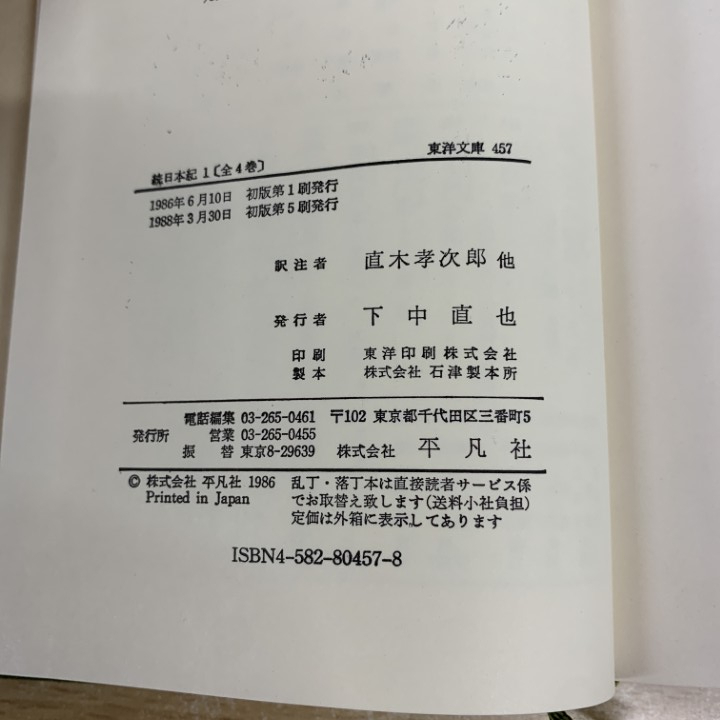 東洋文庫 457
続日本紀 1〔全4巻〕
1986年6月10日 初版第1刷発行
1988年3月30日 初版第5刷発行
訳注者 直木孝次郎 他
発行者 下中直也
印刷 東洋印刷株式会社
製本 株式会社 石津製本所
電話編集 03-265-0461 〒102 東京都千代田区三番町5
発行所 営業 03-265-0455
振替 東京8-29639 株式会社 平凡社
© 株式会社 平凡社 1986
Printed in Japan
乱丁・落丁本は直接読者サービス係
でお取替え致します(送料小社負担)
定価は外箱に表示してあります
ISBN4-582-80457-8